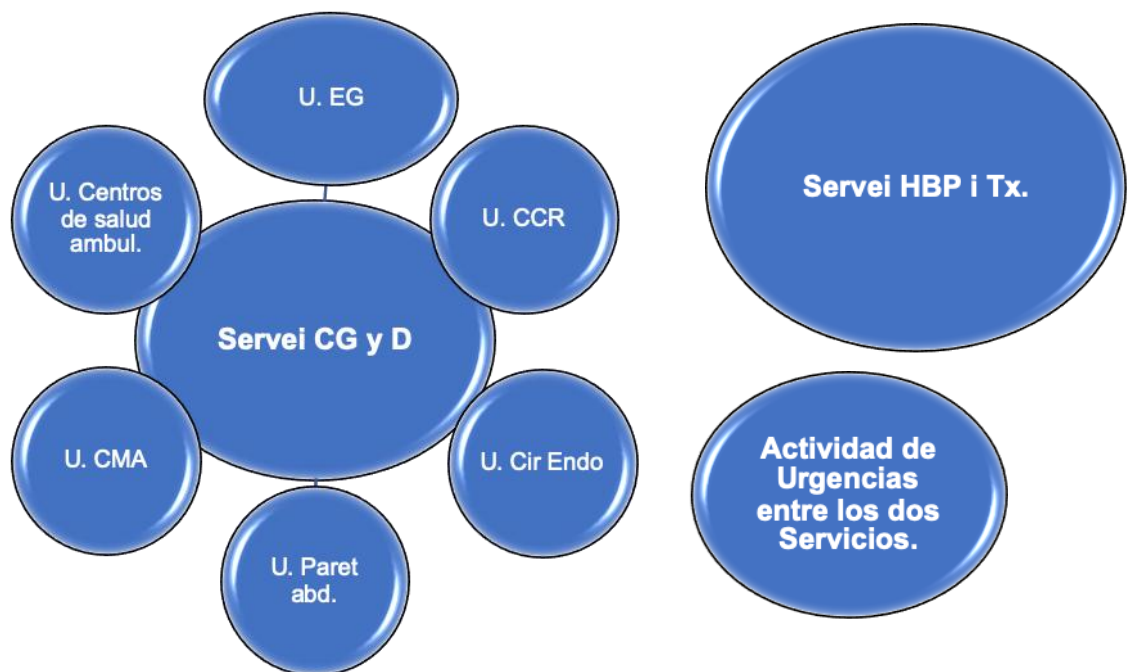 U. EG
U. Centros
de salud
ambul.
U. CCR
Servei CG y D
U. CMA
U. Cir Endo
U. Paret
abd.
Servei HBP i Tx.
Actividad de
Urgencias
entre los dos
Servicios.